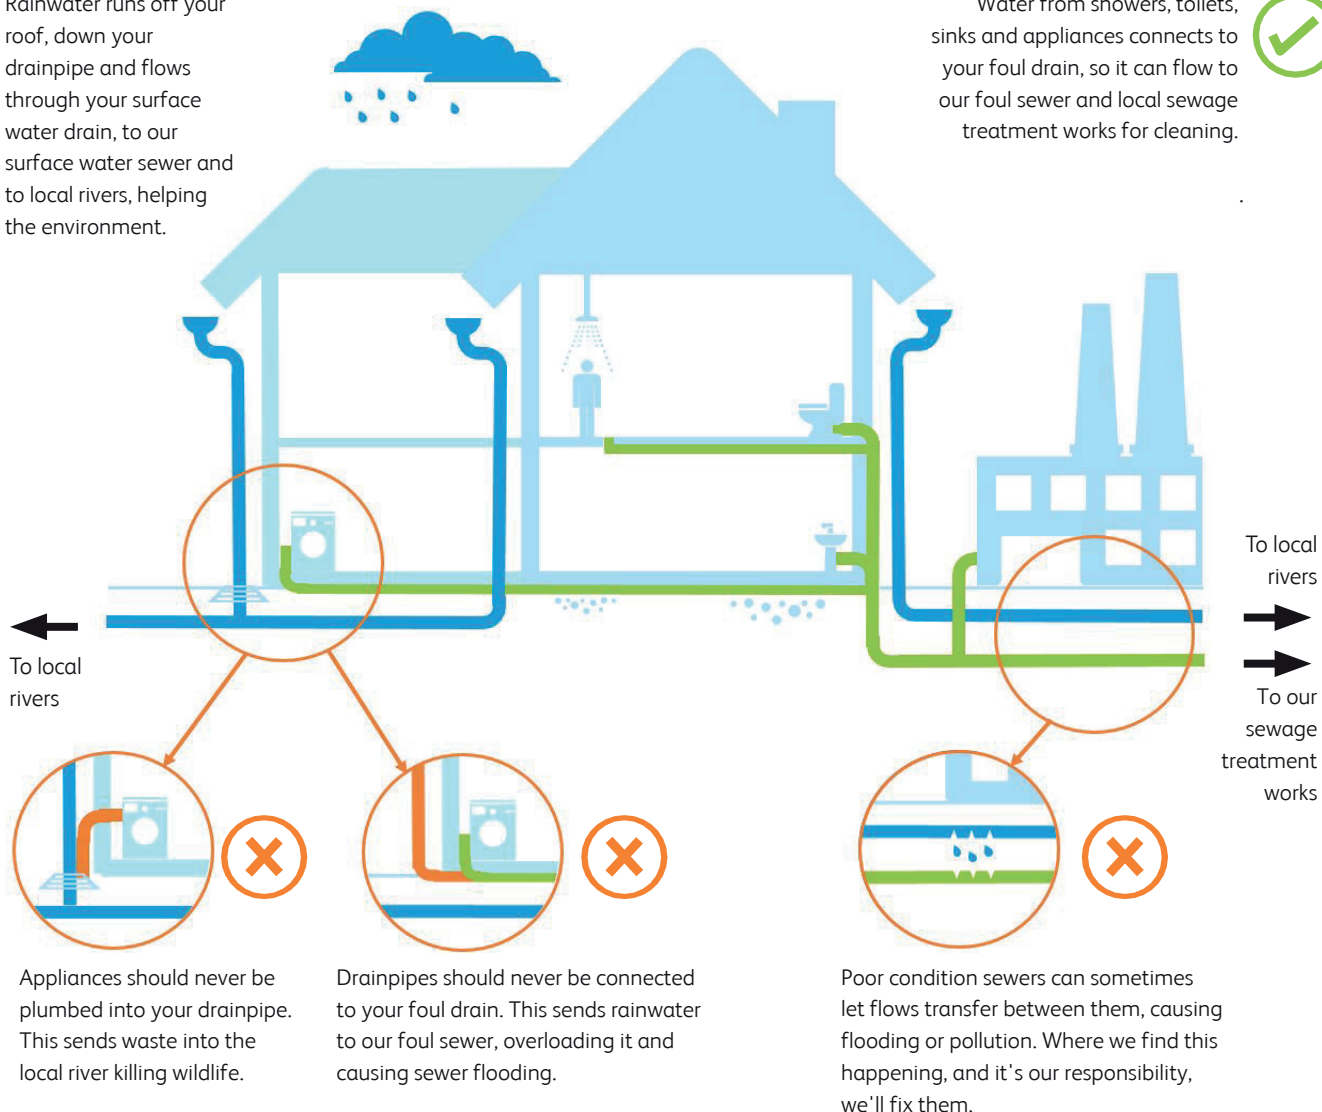 Rainwater runs off your
roof, down your
drainpipe and flows
through your surface
water drain, to our
surface water sewer and
to local rivers, helping
the environment.
Water from showers, toilets,
sinks and appliances connects to
your foul drain, so it can flow to
our foul sewer and local sewage
treatment works for cleaning.
.
To local
rivers
To local
rivers
To our
sewage
treatment
works
Appliances should never be
plumbed into your drainpipe.
This sends waste into the
local river killing wildlife.
Drainpipes should never be connected
to your foul drain. This sends rainwater
to our foul sewer, overloading it and
causing sewer flooding.
Poor condition sewers can sometimes
let flows transfer between them, causing
flooding or pollution. Where we find this
happening, and it's our responsibility,
we'll fix them.